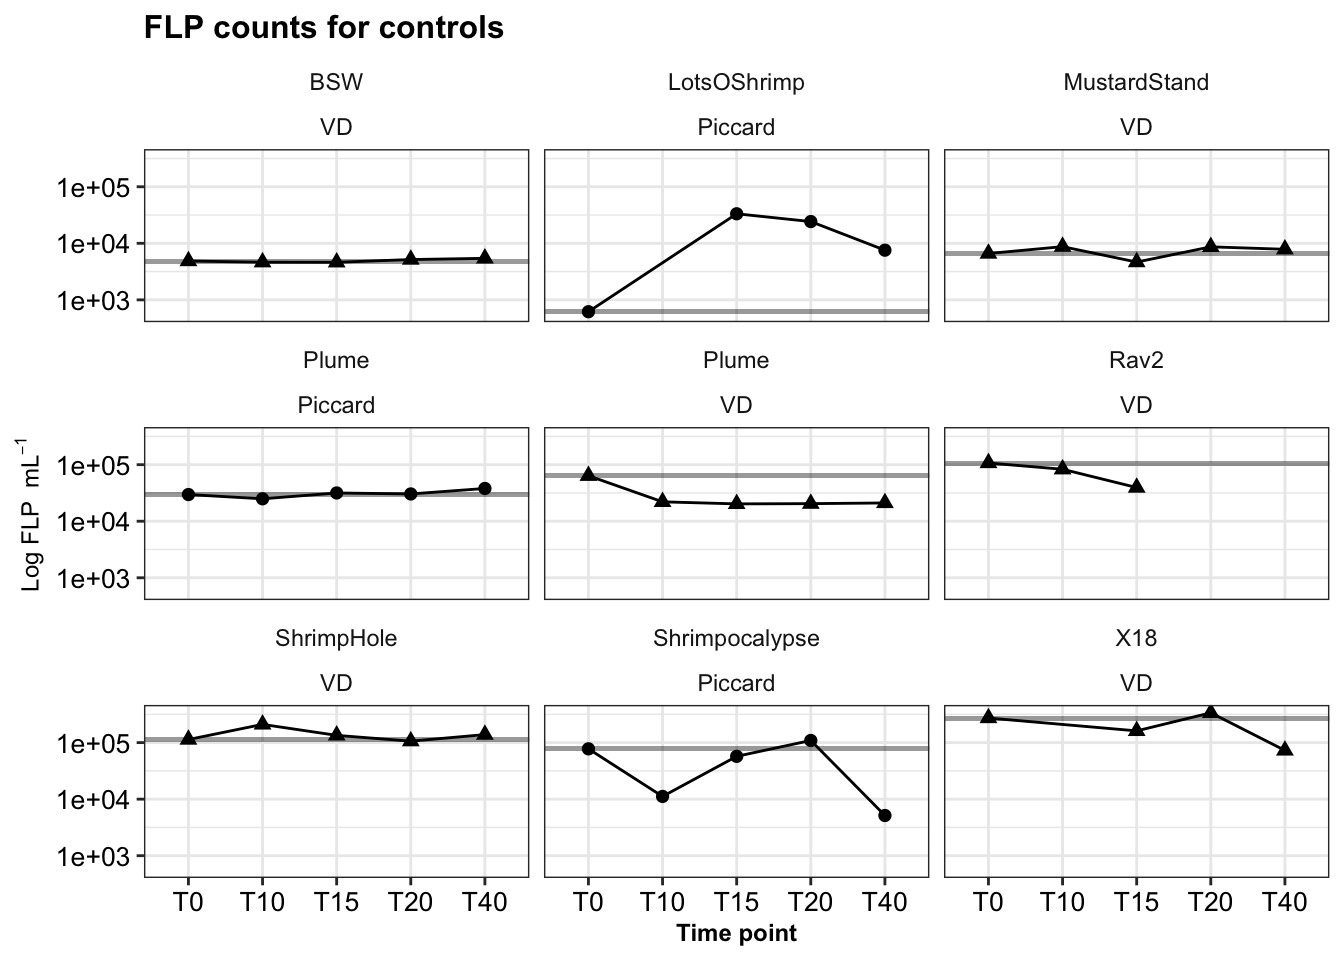 FLP counts for controls
BSW LotsOShrimp MustardStand
VD Piccard VD
1e+05
1e+04
1e+03
Plume Plume Rav2
Piccard VD VD
1e+05
1e+04
1e+03
ShrimpHole Shrimpocalypse X18
VD Piccard VD
1e+05
1e+04
1e+03
T0 T10 T15 T20 T40 T0 T10 T15 T20 T40 T0 T10 T15 T20 T40
Time point
Log FLP mL⁻¹